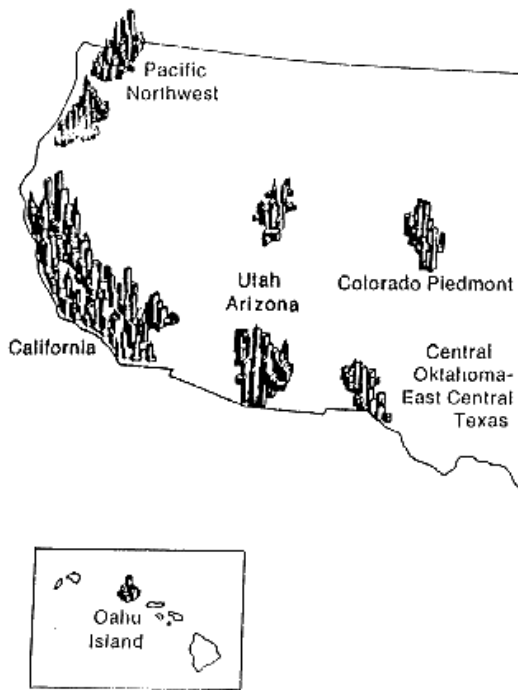 Pacific
Northwest
Utah
Arizona
Colorado Piedmont
California
Central
Oklahoma-
East Central
Texas
Oahu
Island